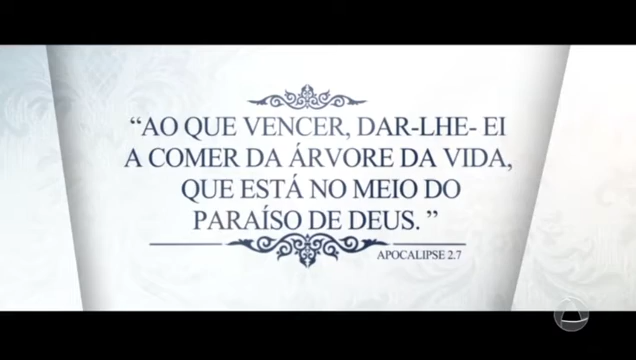 “AO QUE VENCER, DAR-LHE- EI
A COMER DA ÁRVORE DA VIDA,
QUE ESTÁ NO MEIO DO
PARAÍSO DE DEUS. ”
APOCALIPSE 2.7